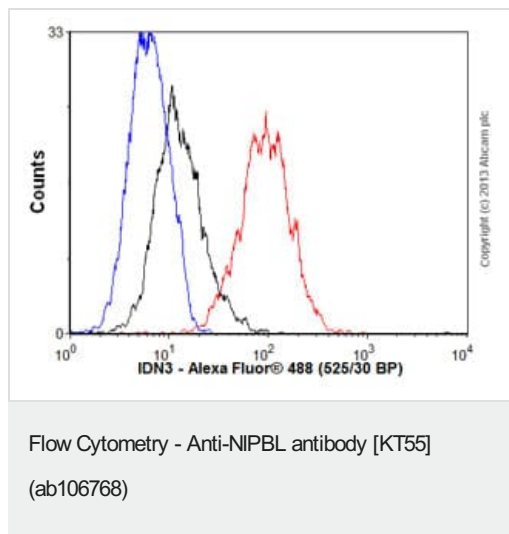 33
Counts
0
10^0 10^1 10^2 10^3 10^4
IDN3 - Alexa Fluor® 488 (525/30 BP)
Copyright (c) 2013 Abcam plc
Flow Cytometry - Anti-NIPBL antibody [KT55]
(ab106768)